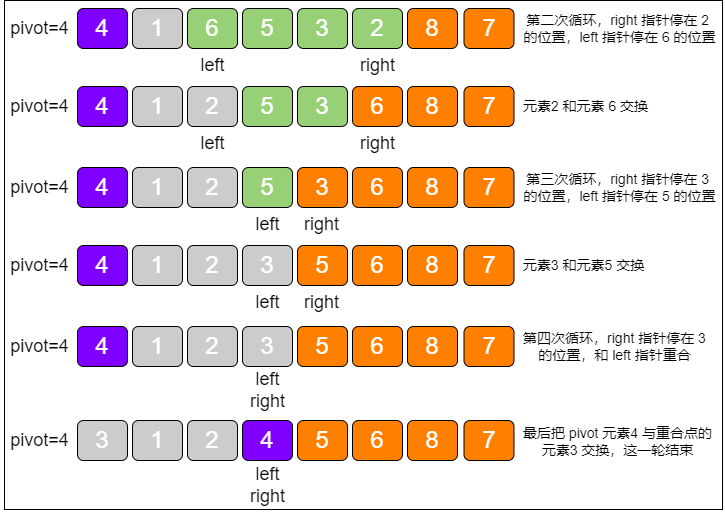 pivot=4 4 1 6 5 3 2 8 7 第二次循环，right 指针停在 2
的位置，left 指针停在 6 的位置
left right
pivot=4 4 1 2 5 3 6 8 7 元素2 和元素 6 交换
left right
pivot=4 4 1 2 5 3 6 8 7 第三次循环，right 指针停在 3
的位置，left 指针停在 5 的位置
left right
pivot=4 4 1 2 3 5 6 8 7 元素3 和元素5 交换
left right
pivot=4 4 1 2 3 5 6 8 7 第四次循环，right 指针停在 3
的位置，和 left 指针重合
left
right
pivot=4 3 1 2 4 5 6 8 7 最后把 pivot 元素4 与重合点的
元素3 交换，这一轮结束
left
right